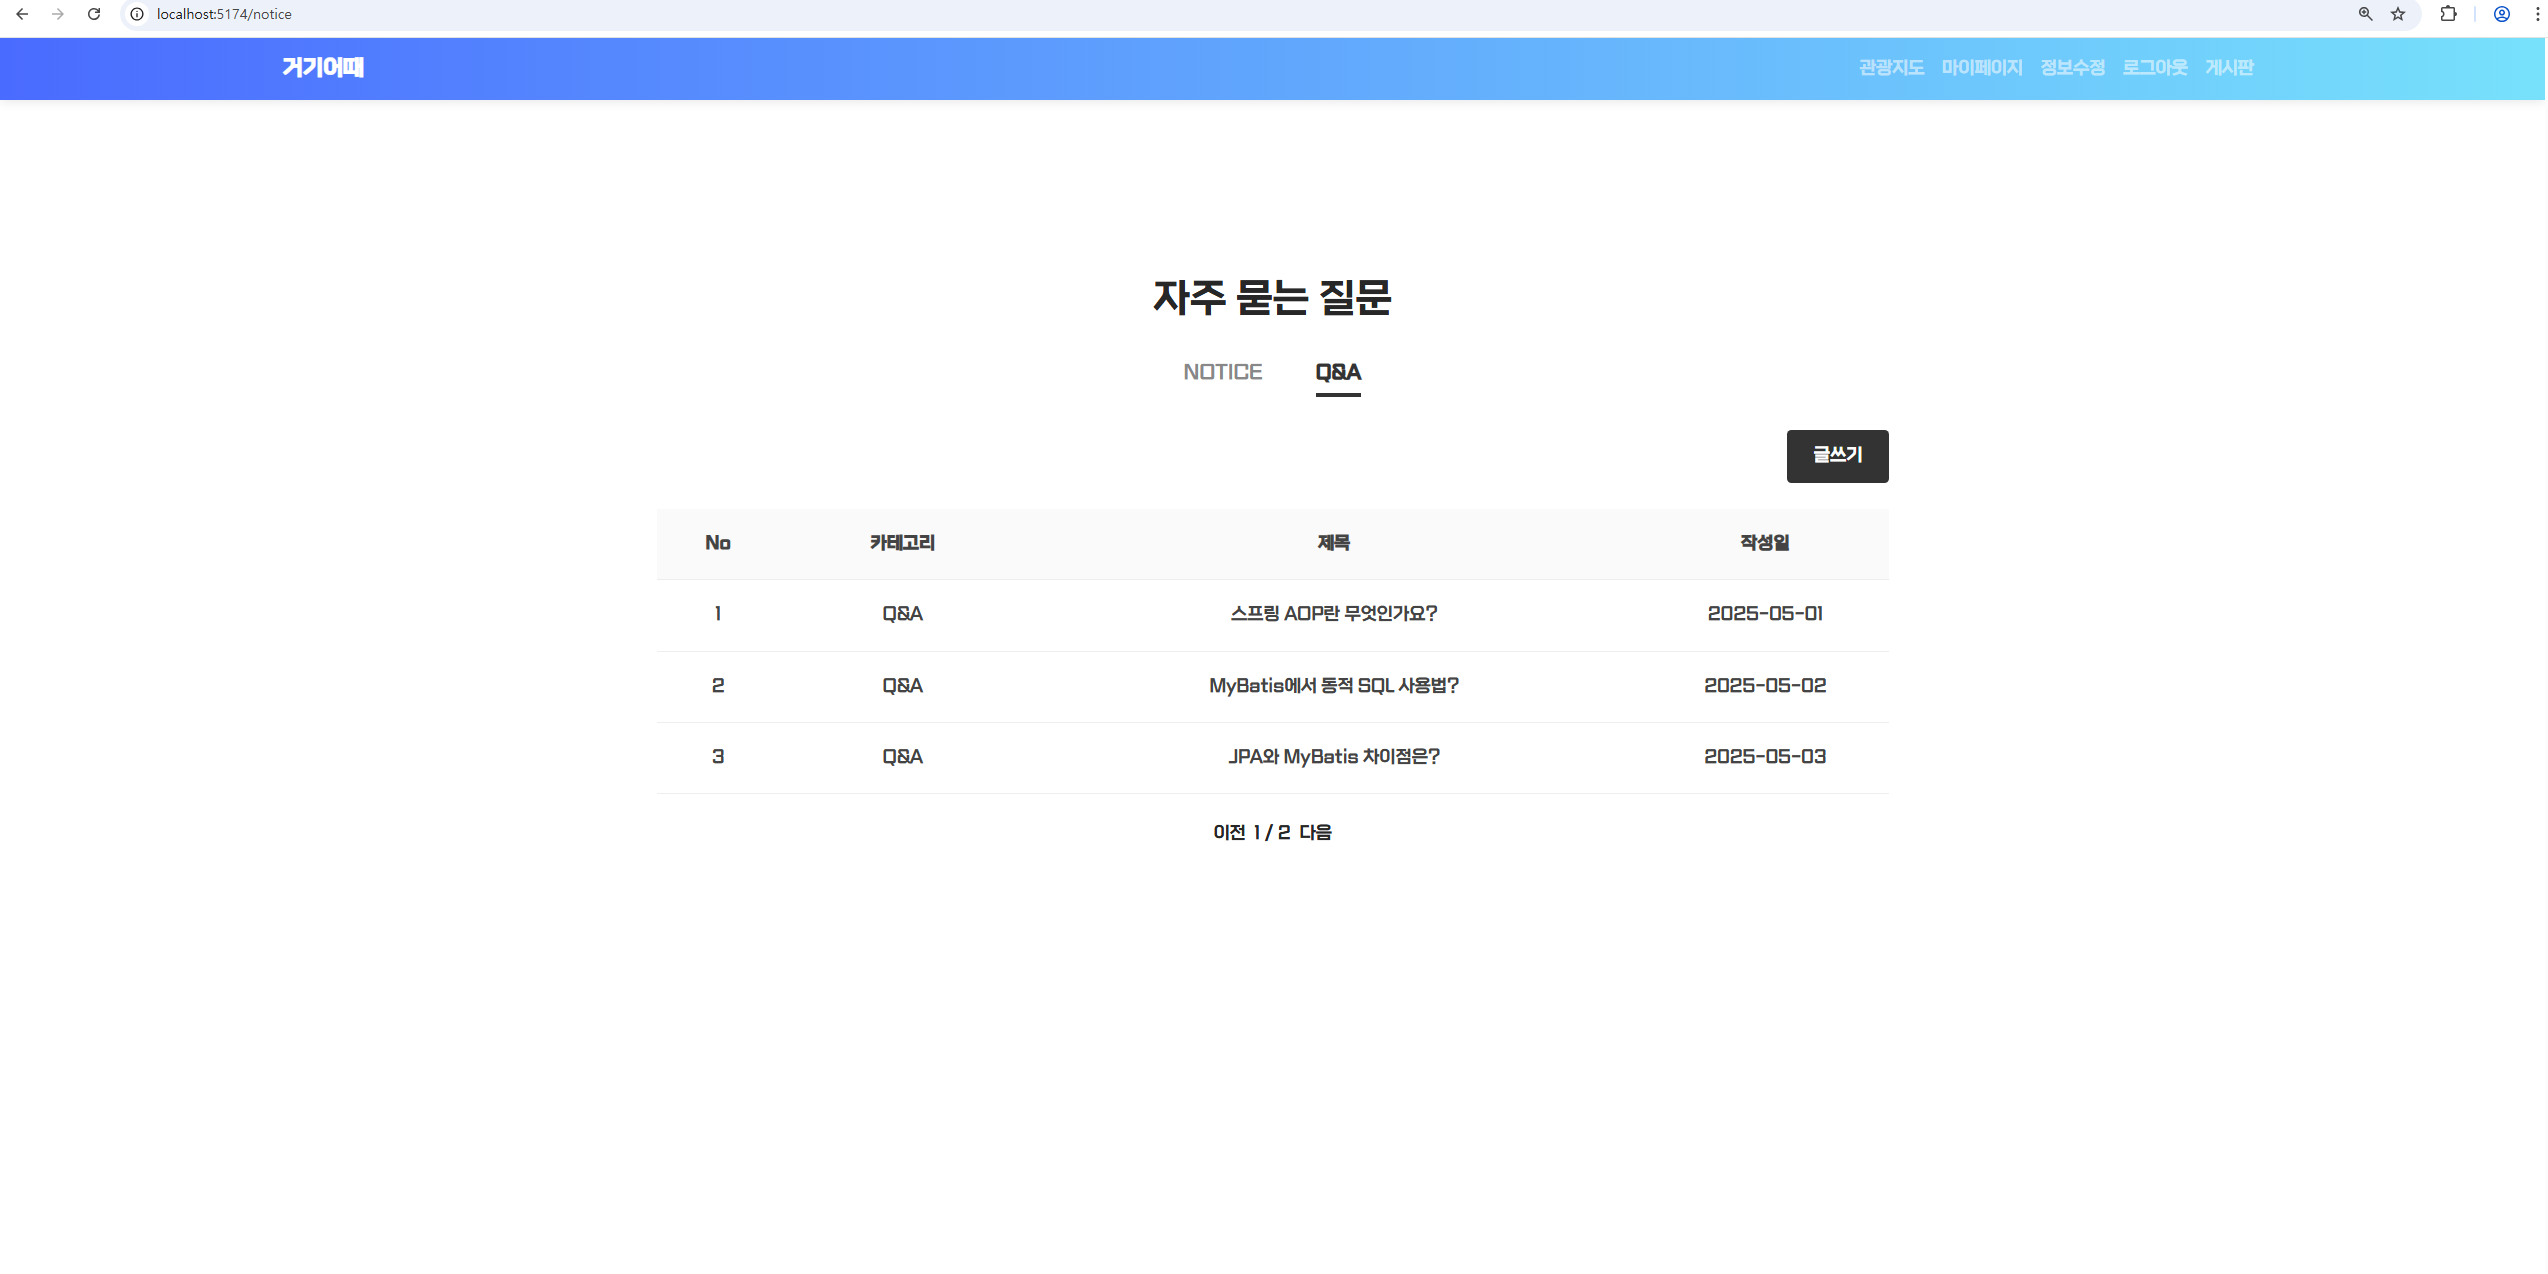 localhost:5174/notice
거기어때
관광지도 마이페이지 정보수정 로그아웃 게시판
자주 묻는 질문
NOTICE Q&A
글쓰기
No 카테고리 제목 작성일
1 Q&A 스프링 AOP란 무엇인가요? 2025-05-01
2 Q&A MyBatis에서 동적 SQL 사용법? 2025-05-02
3 Q&A JPA와 MyBatis 차이점은? 2025-05-03
이전 1 / 2 다음